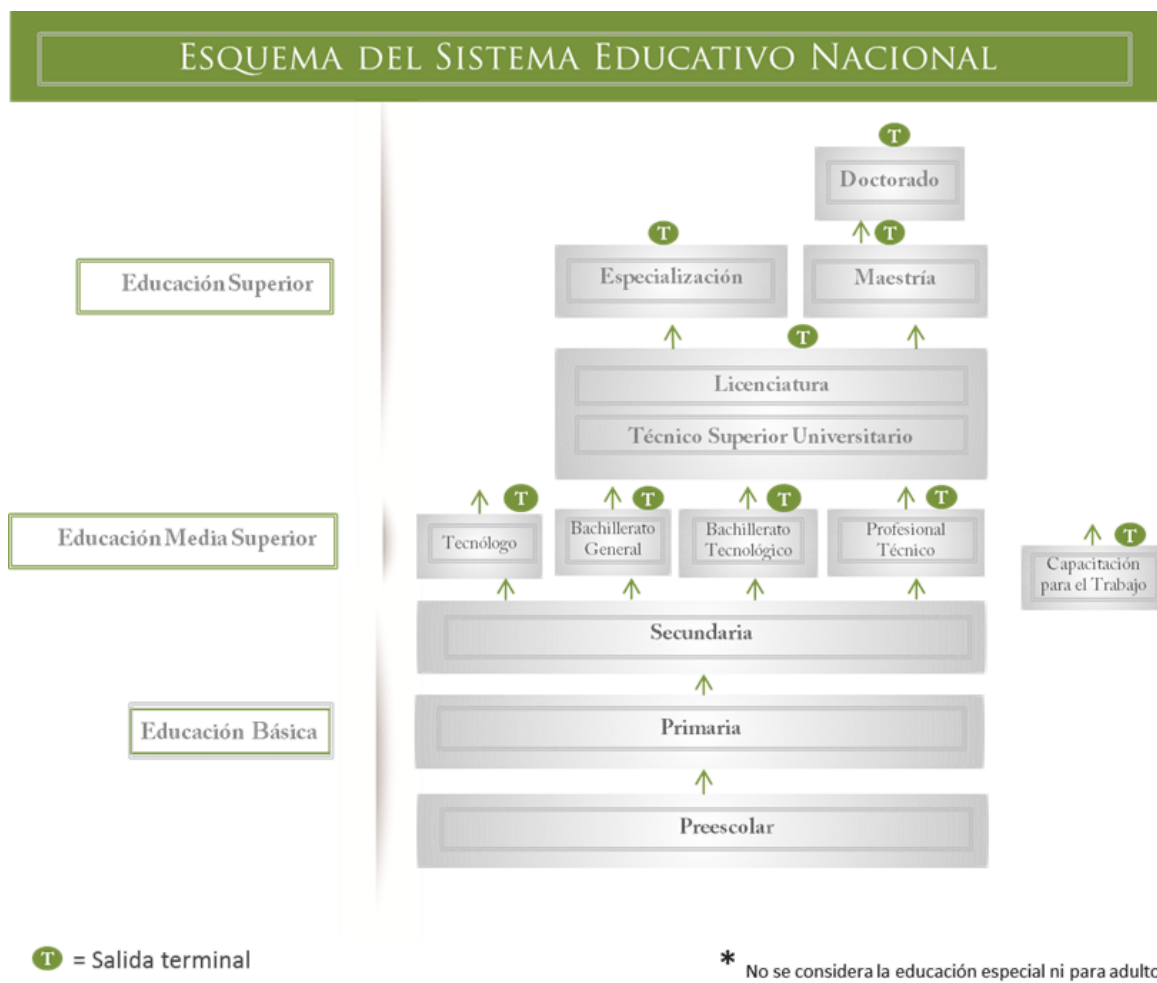 ESQUEMA DEL SISTEMA EDUCATIVO NACIONAL
T
Doctorado
T
T
Educación Superior
Especialización
Maestría
T
Licenciatura
Técnico Superior Universitario
T
T
T
T
Educación Media Superior
Tecnólogo
Bachillerato
General
Bachillerato
Tecnológico
Profesional
Técnico
T
Capacitación
para el Trabajo
Secundaria
Educación Básica
Primaria
Preescolar
T = Salida terminal
* No se considera la educación especial ni para adulto